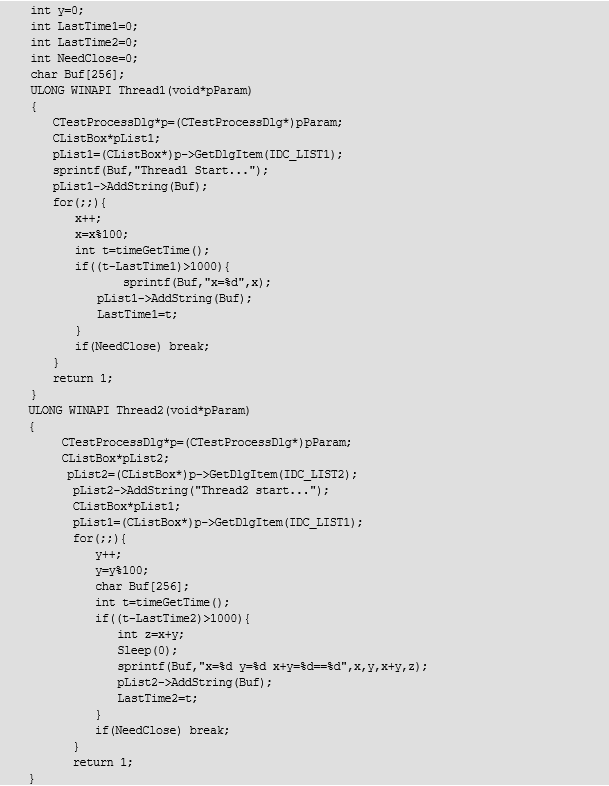 int y=0;
int LastTime1=0;
int LastTime2=0;
int NeedClose=0;
char Buf[256];
ULONG WINAPI Thread1(void*pParam)
{
CTestProcessDlg*p=(CTestProcessDlg*)pParam;
CListBox*pList1;
pList1=(CListBox*)p->GetDlgItem(IDC_LIST1);
sprintf(Buf,"Thread1 Start...");
pList1->AddString(Buf);
for(;;){
x++;
x=x%100;
int t=timeGetTime();
if((t-LastTime1)>1000){
sprintf(Buf,"x=%d",x);
pList1->AddString(Buf);
LastTime1=t;
}
if(NeedClose) break;
}
return 1;
}
ULONG WINAPI Thread2(void*pParam)
{
CTestProcessDlg*p=(CTestProcessDlg*)pParam;
CListBox*pList2;
pList2=(CListBox*)p->GetDlgItem(IDC_LIST2);
pList2->AddString("Thread2 start...");
CListBox*pList1;
pList1=(CListBox*)p->GetDlgItem(IDC_LIST1);
for(;;){
y++;
y=y%100;
char Buf[256];
int t=timeGetTime();
if((t-LastTime2)>1000){
int z=x+y;
Sleep(0);
sprintf(Buf,"x=%d y=%d x+y=%d==%d",x,y,x+y,z);
pList2->AddString(Buf);
LastTime2=t;
}
if(NeedClose) break;
}
return 1;
}